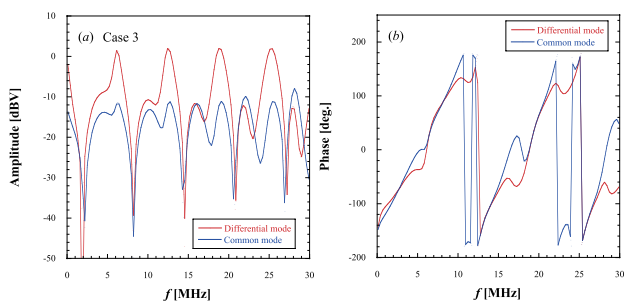 (a) Case 3
Amplitude [dBV]
10
0
-10
-20
-30
-40
-50
Differential mode
Common mode
0 5 10 15 20 25 30
f [MHz]
(b)
Differential mode
Common mode
Phase [deg.]
200
100
0
-100
-200
0 5 10 15 20 25 30
f [MHz]